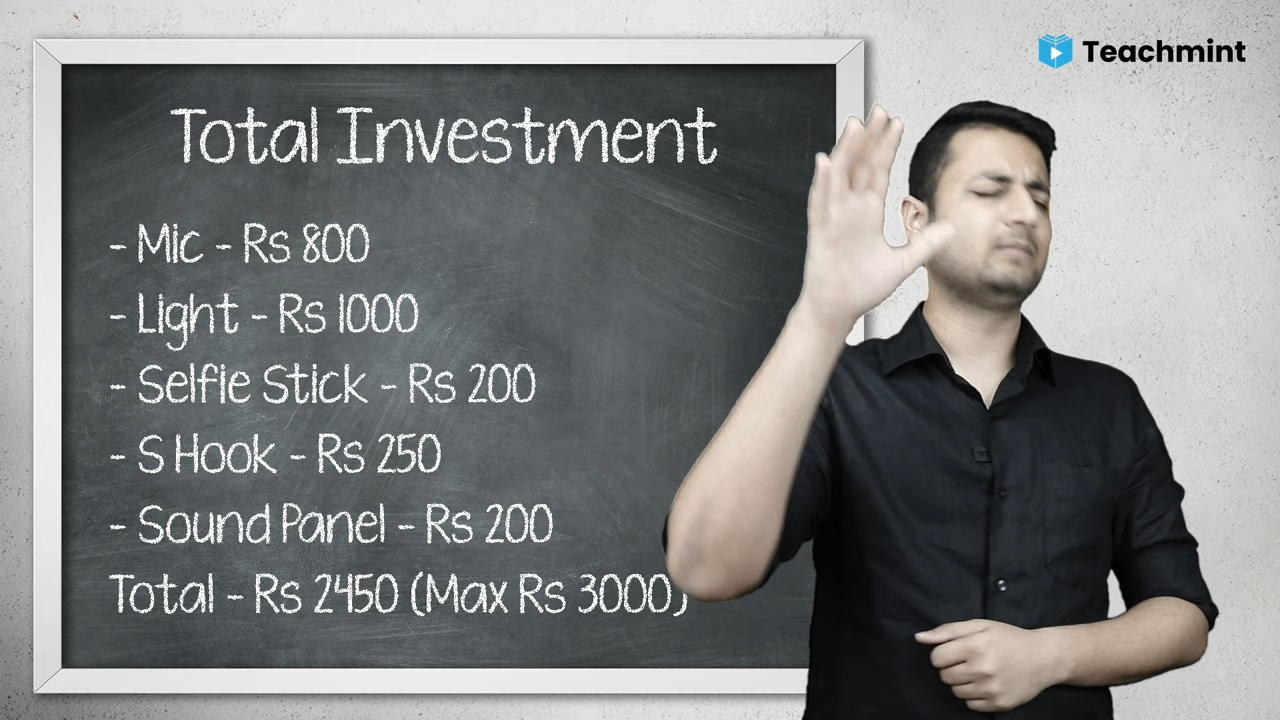 Teachmint
Total Investment
- Mic - Rs 800
- Light - Rs 1000
- Selfie Stick - Rs 200
- S Hook - Rs 250
- Sound Panel - Rs 200
Total - Rs 2450 (Max Rs 3000)